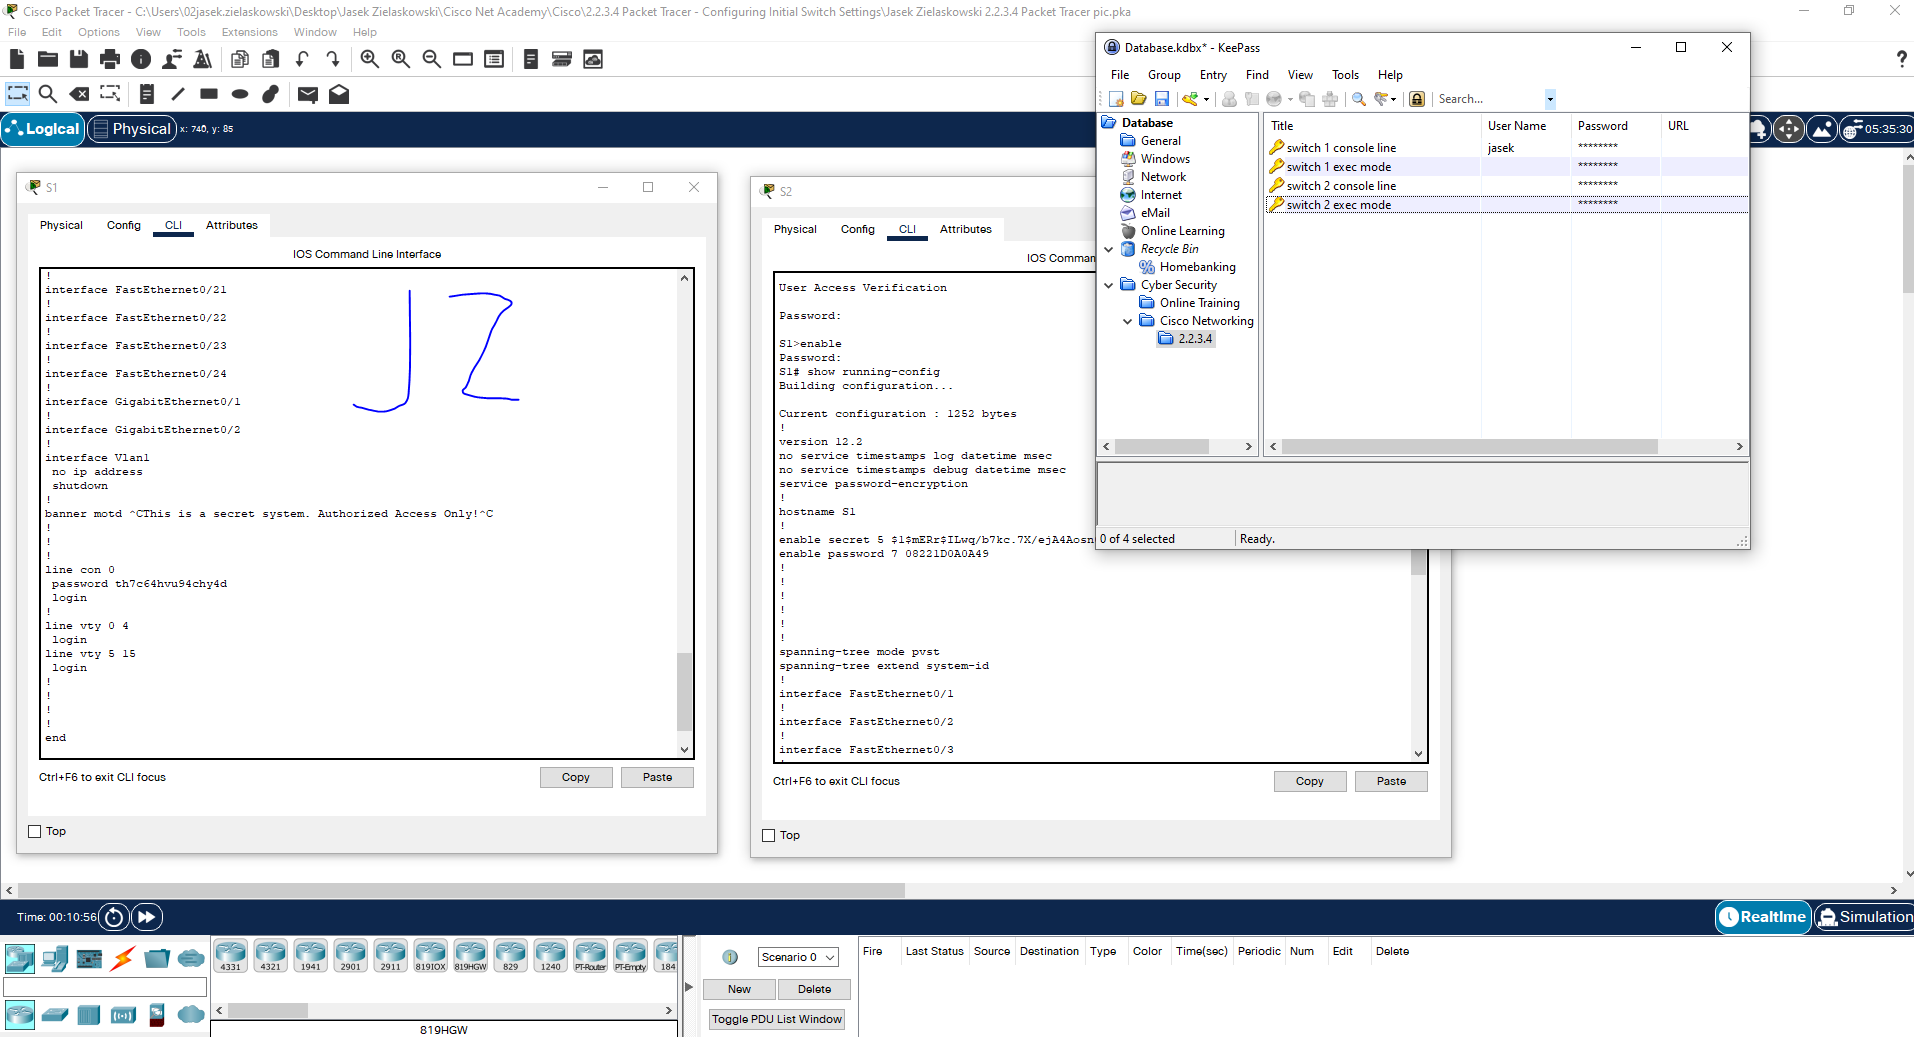 Cisco Packet Tracer - C:\Users\02jasek.zielaskowski\Desktop\Jasek Zielaskowski\Cisco Net Academy\Cisco\2.2.3.4 Packet Tracer - Configuring Initial Switch Settings\Jasek Zielaskowski 2.2.3.4 Packet Tracer pic.pka
File Edit Options View Tools Extensions Window Help
Logical Physical x: 740, y: 85
05:35:30
S1
Physical Config CLI Attributes
IOS Command Line Interface
!
interface FastEthernet0/21
!
interface FastEthernet0/22
!
interface FastEthernet0/23
!
interface FastEthernet0/24
!
interface GigabitEthernet0/1
!
interface GigabitEthernet0/2
!
interface Vlan1
no ip address
shutdown
!
banner motd ^CThis is a secret system. Authorized Access Only!^C
!
!
!
line con 0
password th7c64hvu94chy4d
login
!
line vty 0 4
login
line vty 5 15
login
!
!
!
!
end
JZ
Ctrl+F6 to exit CLI focus
Copy Paste
Top
S2
Physical Config CLI Attributes
IOS Comman
User Access Verification
Password:
S1>enable
Password:
S1# show running-config
Building configuration...
Current configuration : 1252 bytes
!
version 12.2
no service timestamps log datetime msec
no service timestamps debug datetime msec
service password-encryption
!
hostname S1
!
enable secret 5 $1$mERr$ILwq/b7kc.7X/ejA4Aosn
enable password 7 08221D0A0A49
!
!
!
!
!
!
spanning-tree mode pvst
spanning-tree extend system-id
!
interface FastEthernet0/1
!
interface FastEthernet0/2
!
interface FastEthernet0/3
Ctrl+F6 to exit CLI focus
Copy Paste
Top
Database.kdbx* - KeePass
File Group Entry Find View Tools Help
Search...
Database
General
Windows
Network
Internet
eMail
Online Learning
Recycle Bin
Homebanking
Cyber Security
Online Training
Cisco Networking
2.2.3.4
Title User Name Password URL
switch 1 console line jasek ********
switch 1 exec mode ********
switch 2 console line ********
switch 2 exec mode ********
0 of 4 selected Ready.
Time: 00:10:56
Realtime Simulation
4331 4321 1941 2901 2911 819IOX 819HGW 829 1240 PT-Router PT-Empty 184
819HGW
Scenario 0
New Delete
Toggle PDU List Window
Fire Last Status Source Destination Type Color Time(sec) Periodic Num Edit Delete